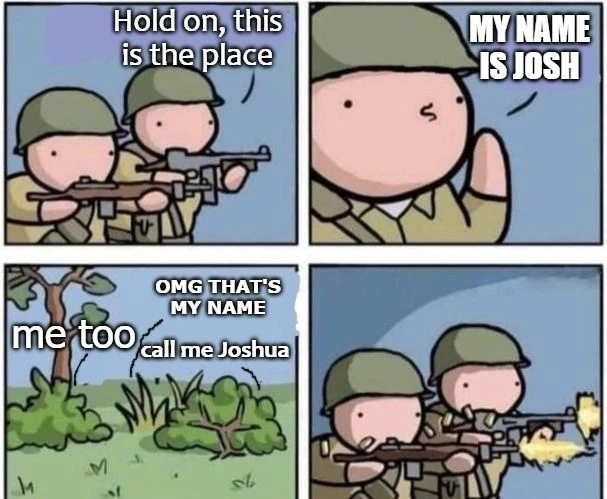 Hold on, this
is the place
MY NAME
IS JOSH
OMG THAT'S
MY NAME
me too
call me Joshua